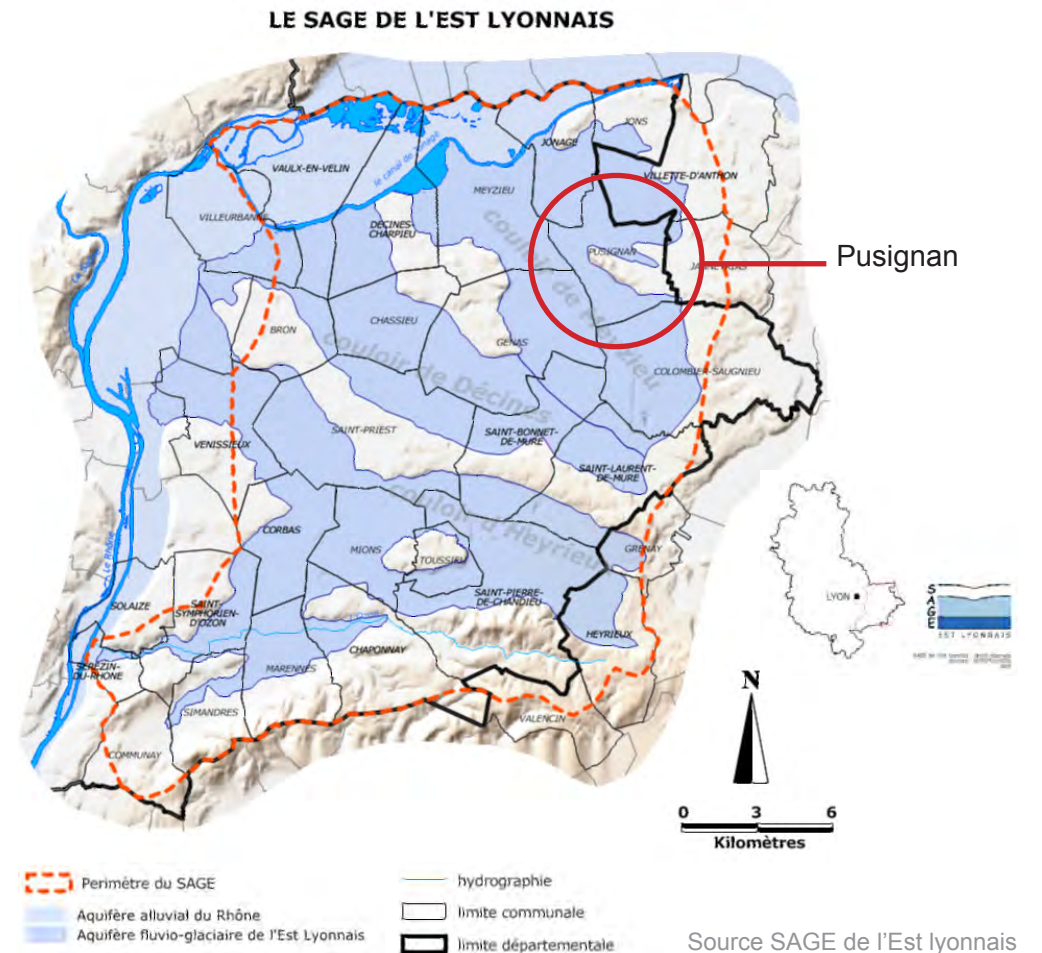 LE SAGE DE L'EST LYONNAIS
JONS
JONAGE
VAULX-EN-VELIN
le canal de Jonage
VILLETTE-D'ANTHON
MEYZIEU
VILLEURBANNE
DÉCINES-
CHARPIEU
PUSIGNAN
Pusignan
couloir de Meyzieu
CHASSIEU
BRON
GENAS
COLOMBIER-SAUGNIEU
couloir de Décines
SAINT-PRIEST
SAINT-BONNET-
DE-MURE
VENISSIEUX
SAINT-LAURENT-
DE-MURE
couloir d'Heyrieu
CORBAS
MIONS
TOUSSIEU
GRENAY
Le Rhône
SAINT-PIERRE-
DE-CHANDIEU
SOLAIZE
SAINT-
SYMPHORIEN-
D'OZON
HEYRIEUX
CHAPONNAY
SEREZIN-
DU-RHONE
MARENNES
SIMANDRES
VALENCIN
COMMUNAY
LYON
S
A
G
E
EST LYONNAIS
N
0 3 6
Kilomètres
Perimètre du SAGE
Aquifère alluvial du Rhône
Aquifère fluvio-glaciaire de l'Est Lyonnais
hydrographie
limite communale
limite départementale
Source SAGE de l'Est lyonnais